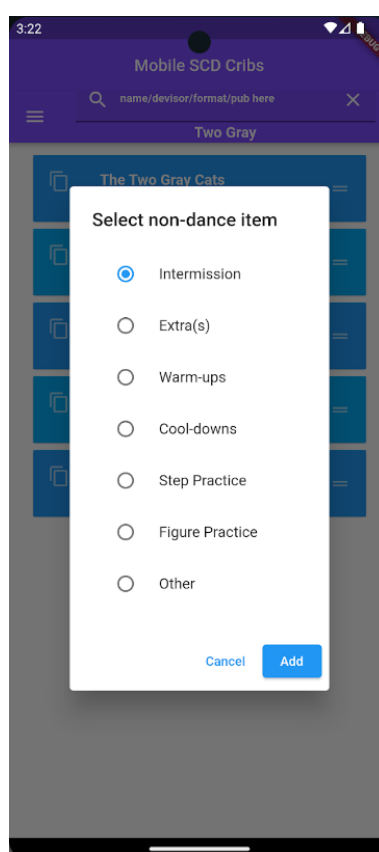 3:22
DEBUG
Mobile SCD Cribs
name/devisor/format/pub here
Two Gray
The Two Gray Cats
Select non-dance item
Intermission
Extra(s)
Warm-ups
Cool-downs
Step Practice
Figure Practice
Other
Cancel Add